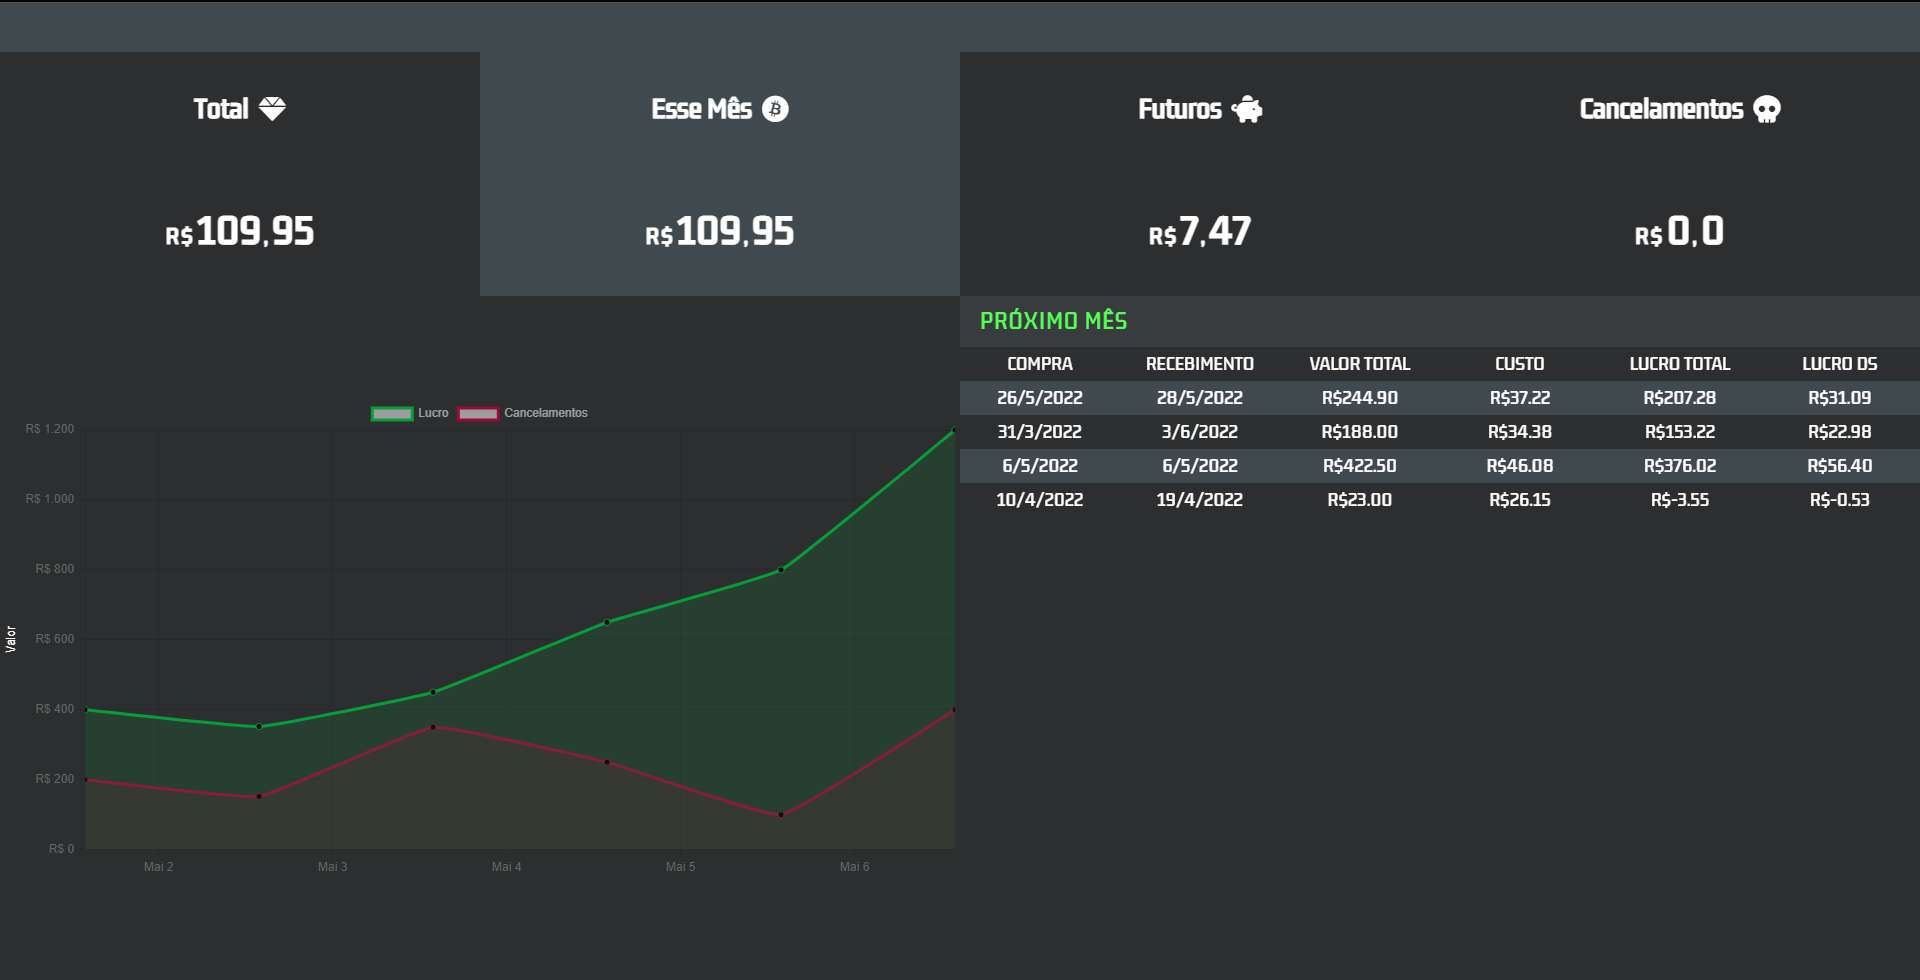 Total
Esse Mês
Futuros
Cancelamentos
R$109,95
R$109,95
R$7,47
R$0,0
PRÓXIMO MÊS
COMPRA RECEBIMENTO VALOR TOTAL CUSTO LUCRO TOTAL LUCRO DS
26/5/2022 28/5/2022 R$244.90 R$37.22 R$207.28 R$31.09
31/3/2022 3/6/2022 R$188.00 R$34.38 R$153.22 R$22.98
6/5/2022 6/5/2022 R$422.50 R$46.08 R$376.02 R$56.40
10/4/2022 19/4/2022 R$23.00 R$26.15 R$-3.55 R$-0.53
Lucro Cancelamentos
Valor
R$ 1.200
R$ 1.000
R$ 800
R$ 600
R$ 400
R$ 200
R$ 0
Mai 2 Mai 3 Mai 4 Mai 5 Mai 6